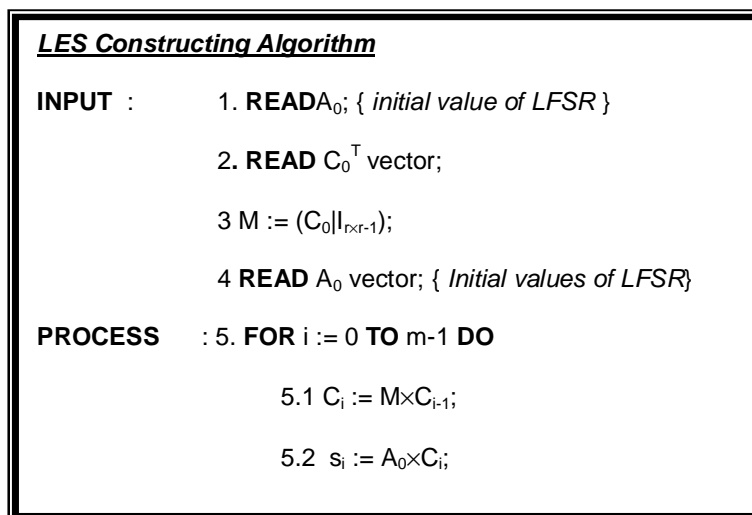 LES Constructing Algorithm
INPUT : 1. READA₀; { initial value of LFSR }
2. READ C₀ᵀ vector;
3 M := (C₀|Iᵣₓᵣ₋₁);
4 READ A₀ vector; { Initial values of LFSR}
PROCESS : 5. FOR i := 0 TO m-1 DO
5.1 Cᵢ := M×Cᵢ₋₁;
5.2 sᵢ := A₀×Cᵢ;